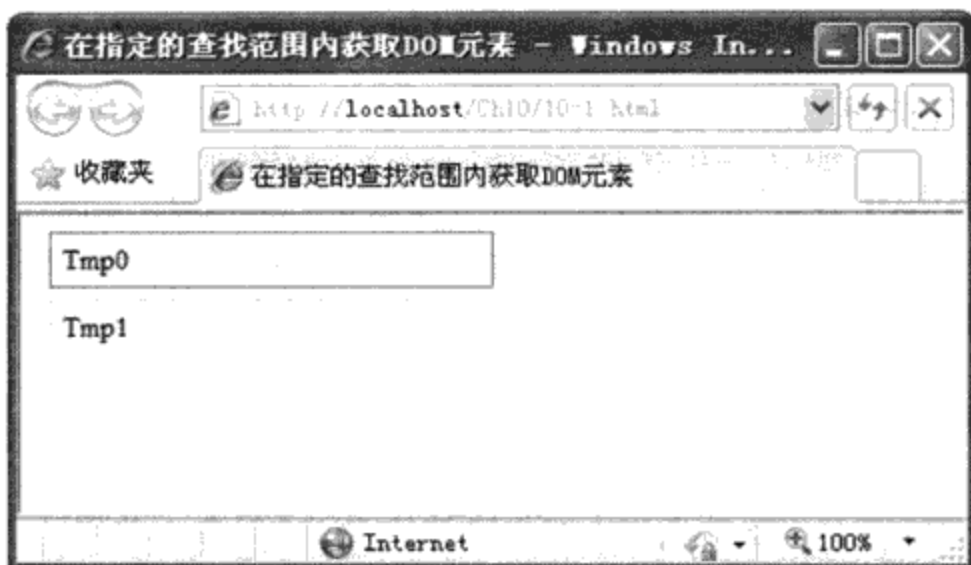 在指定的查找范围内获取DOM元素 - Windows In...
http://localhost/Ch10/10-1.html
收藏夹
在指定的查找范围内获取DOM元素
Tmp0
Tmp1
Internet
100%